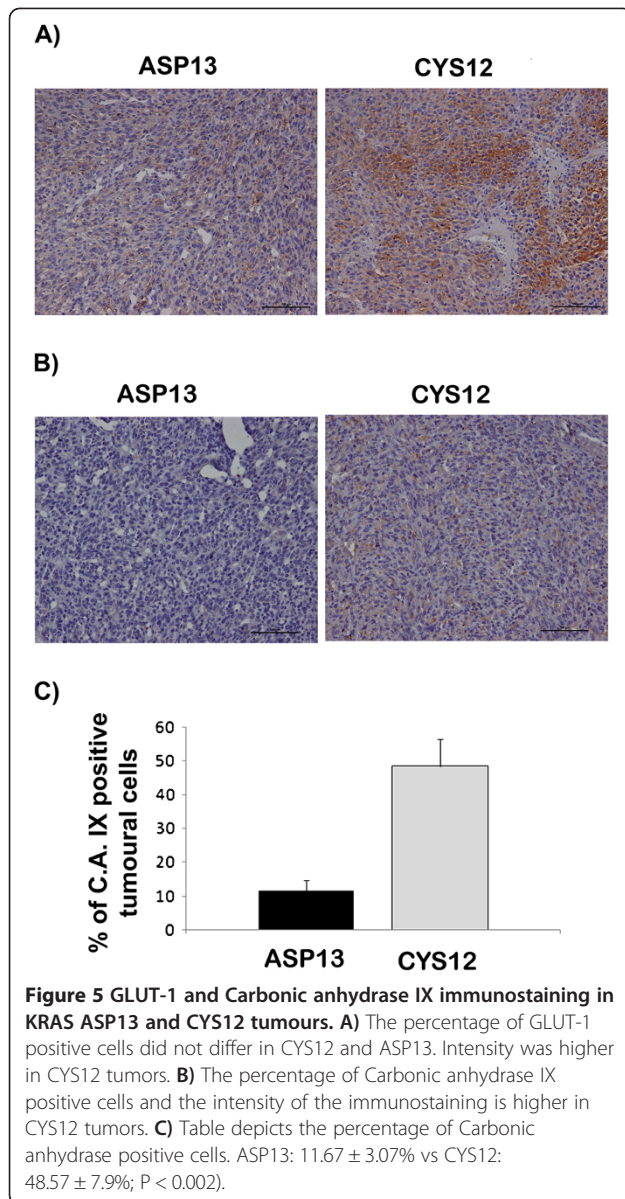 A)
ASP13 CYS12
B)
ASP13 CYS12
C)
% of C.A. IX positive
tumoural cells
60
50
40
30
20
10
0
ASP13 CYS12
Figure 5 GLUT-1 and Carbonic anhydrase IX immunostaining in
KRAS ASP13 and CYS12 tumours. A) The percentage of GLUT-1
positive cells did not differ in CYS12 and ASP13. Intensity was higher
in CYS12 tumors. B) The percentage of Carbonic anhydrase IX
positive cells and the intensity of the immunostaining is higher in
CYS12 tumors. C) Table depicts the percentage of Carbonic
anhydrase positive cells. ASP13: 11.67 ± 3.07% vs CYS12:
48.57 ± 7.9%; P < 0.002).